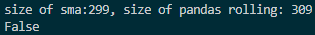 size of sma:299, size of pandas rolling: 309
False